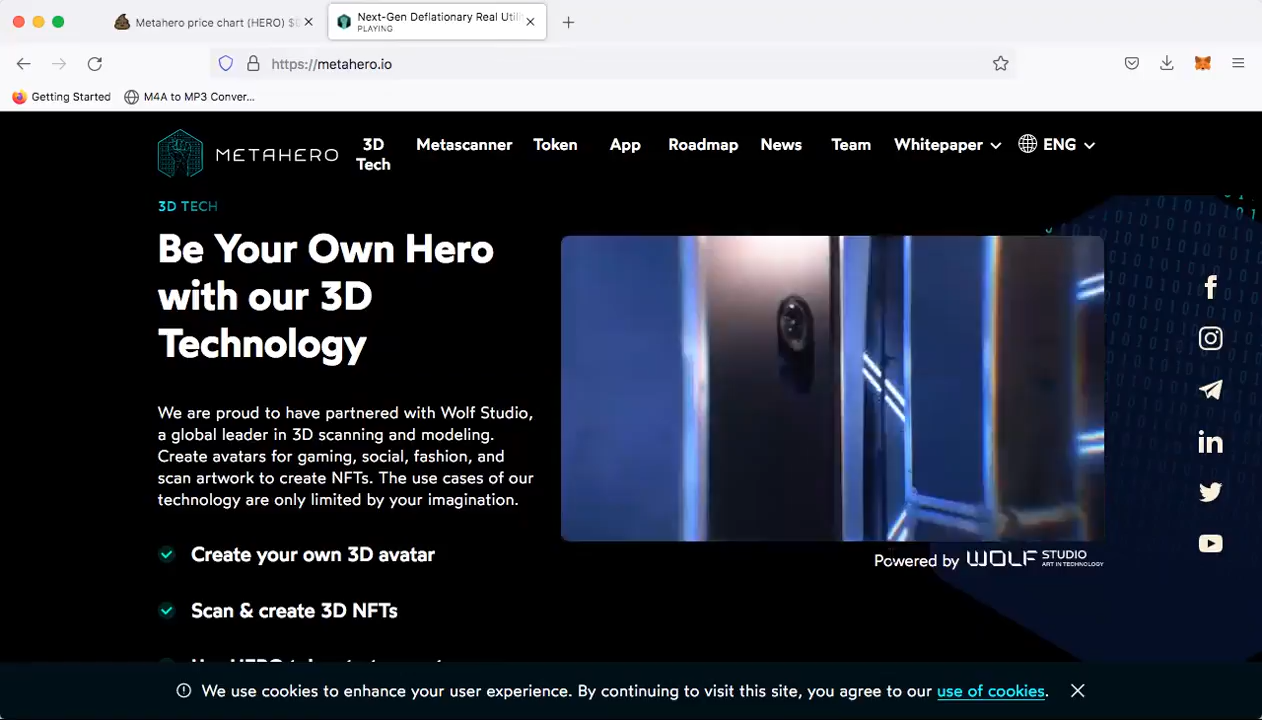 Metahero price chart (HERO) $
Next-Gen Deflationary Real Util
PLAYING
https://metahero.io
Getting Started
M4A to MP3 Conver...
METAHERO
3D
Tech
Metascanner
Token
App
Roadmap
News
Team
Whitepaper
ENG
3D TECH
Be Your Own Hero
with our 3D
Technology
We are proud to have partnered with Wolf Studio,
a global leader in 3D scanning and modeling.
Create avatars for gaming, social, fashion, and
scan artwork to create NFTs. The use cases of our
technology are only limited by your imagination.
Powered by WOLF STUDIO
ART IN TECHNOLOGY
Create your own 3D avatar
Scan & create 3D NFTs
We use cookies to enhance your user experience. By continuing to visit this site, you agree to our use of cookies.